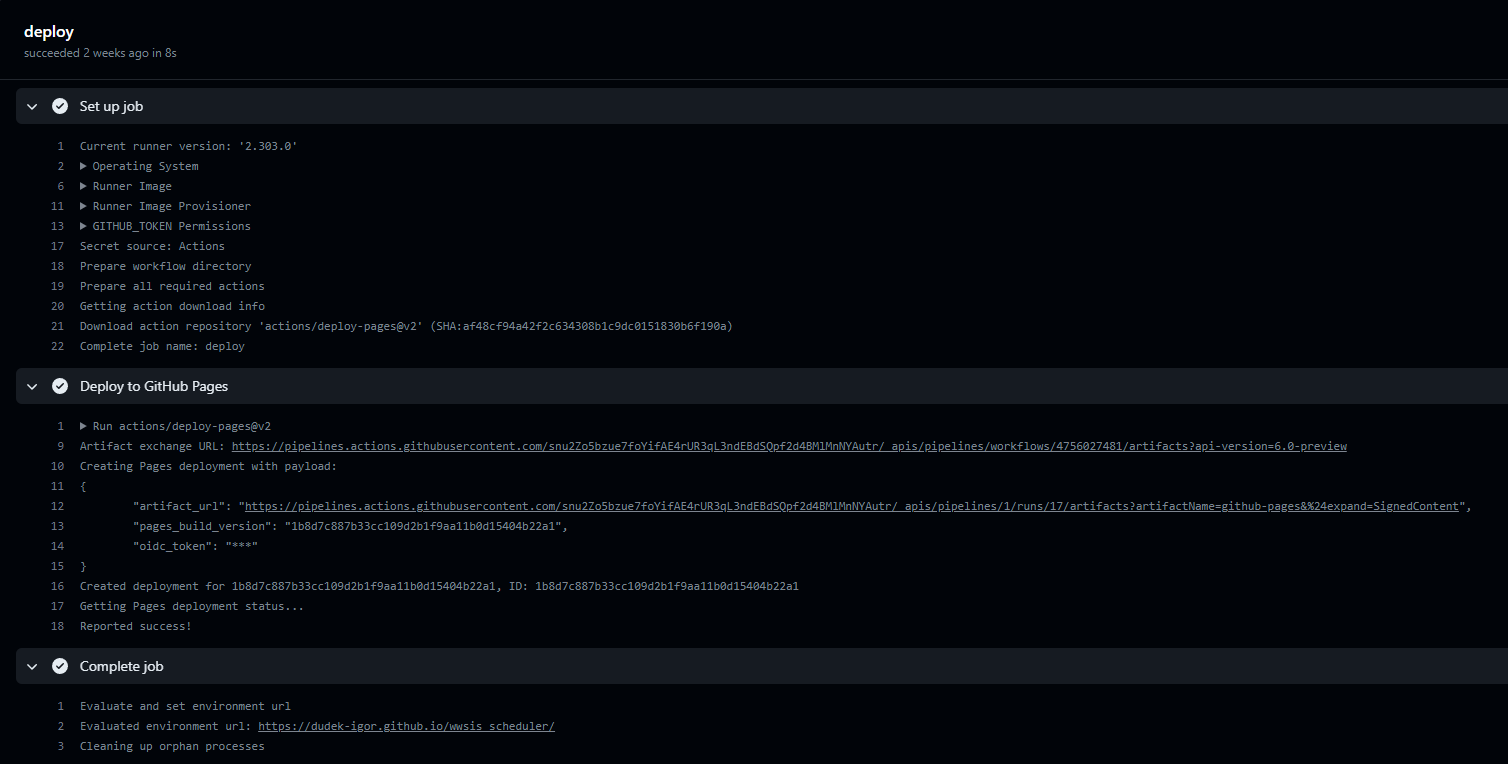 deploy
succeeded 2 weeks ago in 8s
Set up job
1 Current runner version: '2.303.0'
2 Operating System
6 Runner Image
11 Runner Image Provisioner
13 GITHUB_TOKEN Permissions
17 Secret source: Actions
18 Prepare workflow directory
19 Prepare all required actions
20 Getting action download info
21 Download action repository 'actions/deploy-pages@v2' (SHA:af48cf94a42f2c634308b1c9dc0151830b6f190a)
22 Complete job name: deploy
Deploy to GitHub Pages
1 Run actions/deploy-pages@v2
9 Artifact exchange URL: https://pipelines.actions.githubusercontent.com/snu2Zo5bzue7foYifAE4rUR3qL3ndEBdSQpf2d4BMlMnNYAutr/_apis/pipelines/workflows/4756027481/artifacts?api-version=6.0-preview
10 Creating Pages deployment with payload:
11 {
12 "artifact_url": "https://pipelines.actions.githubusercontent.com/snu2Zo5bzue7foYifAE4rUR3qL3ndEBdSQpf2d4BMlMnNYAutr/_apis/pipelines/1/runs/17/artifacts?artifactName=github-pages&%24expand=SignedContent",
13 "pages_build_version": "1b8d7c887b33cc109d2b1f9aa11b0d15404b22a1",
14 "oidc_token": "***"
15 }
16 Created deployment for 1b8d7c887b33cc109d2b1f9aa11b0d15404b22a1, ID: 1b8d7c887b33cc109d2b1f9aa11b0d15404b22a1
17 Getting Pages deployment status...
18 Reported success!
Complete job
1 Evaluate and set environment url
2 Evaluated environment url: https://dudek-igor.github.io/wwsis_scheduler/
3 Cleaning up orphan processes